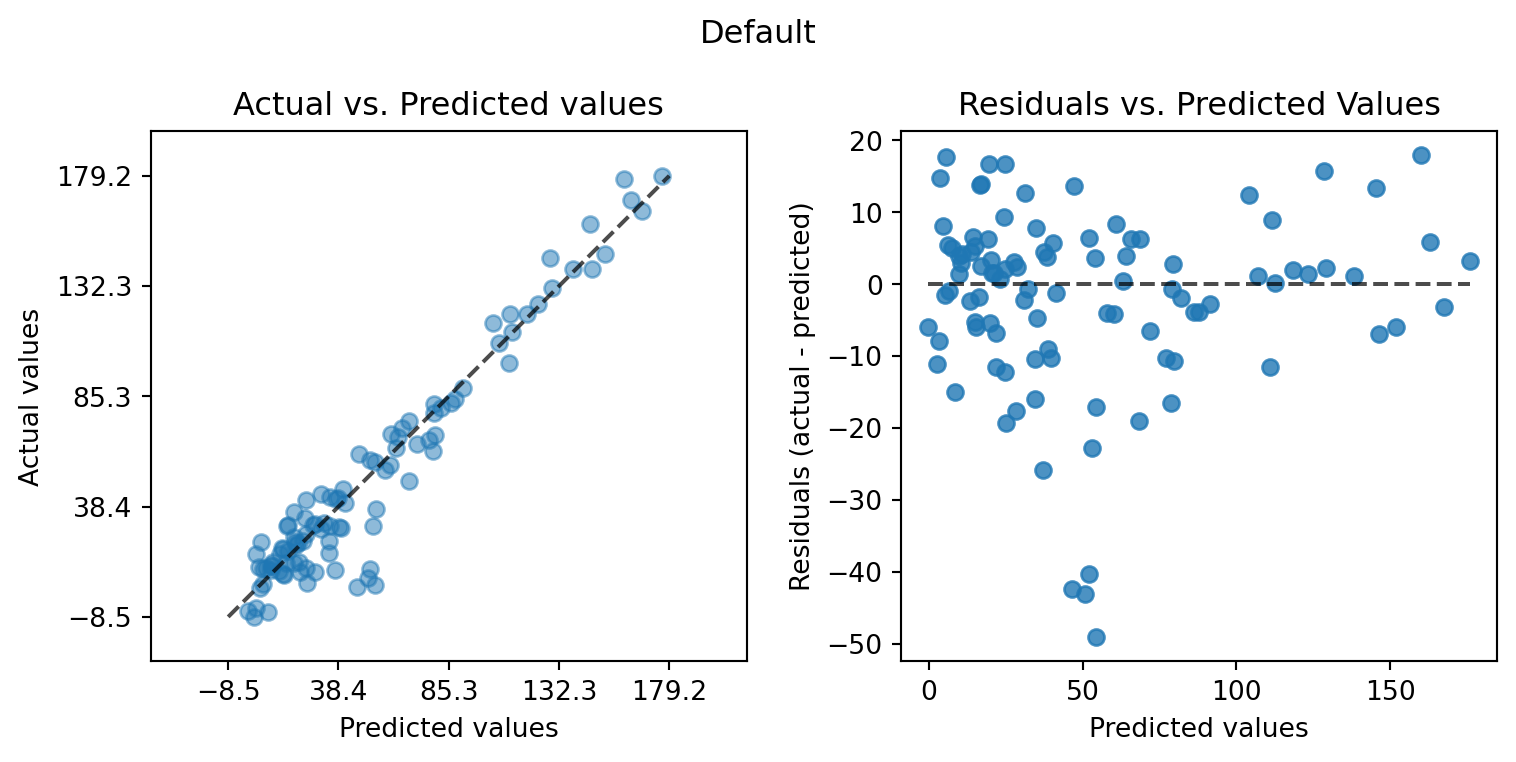 Default
Actual vs. Predicted values
Actual values
179.2
132.3
85.3
38.4
−8.5
−8.5 38.4 85.3 132.3 179.2
Predicted values
Residuals vs. Predicted Values
Residuals (actual - predicted)
20
10
0
−10
−20
−30
−40
−50
0 50 100 150
Predicted values